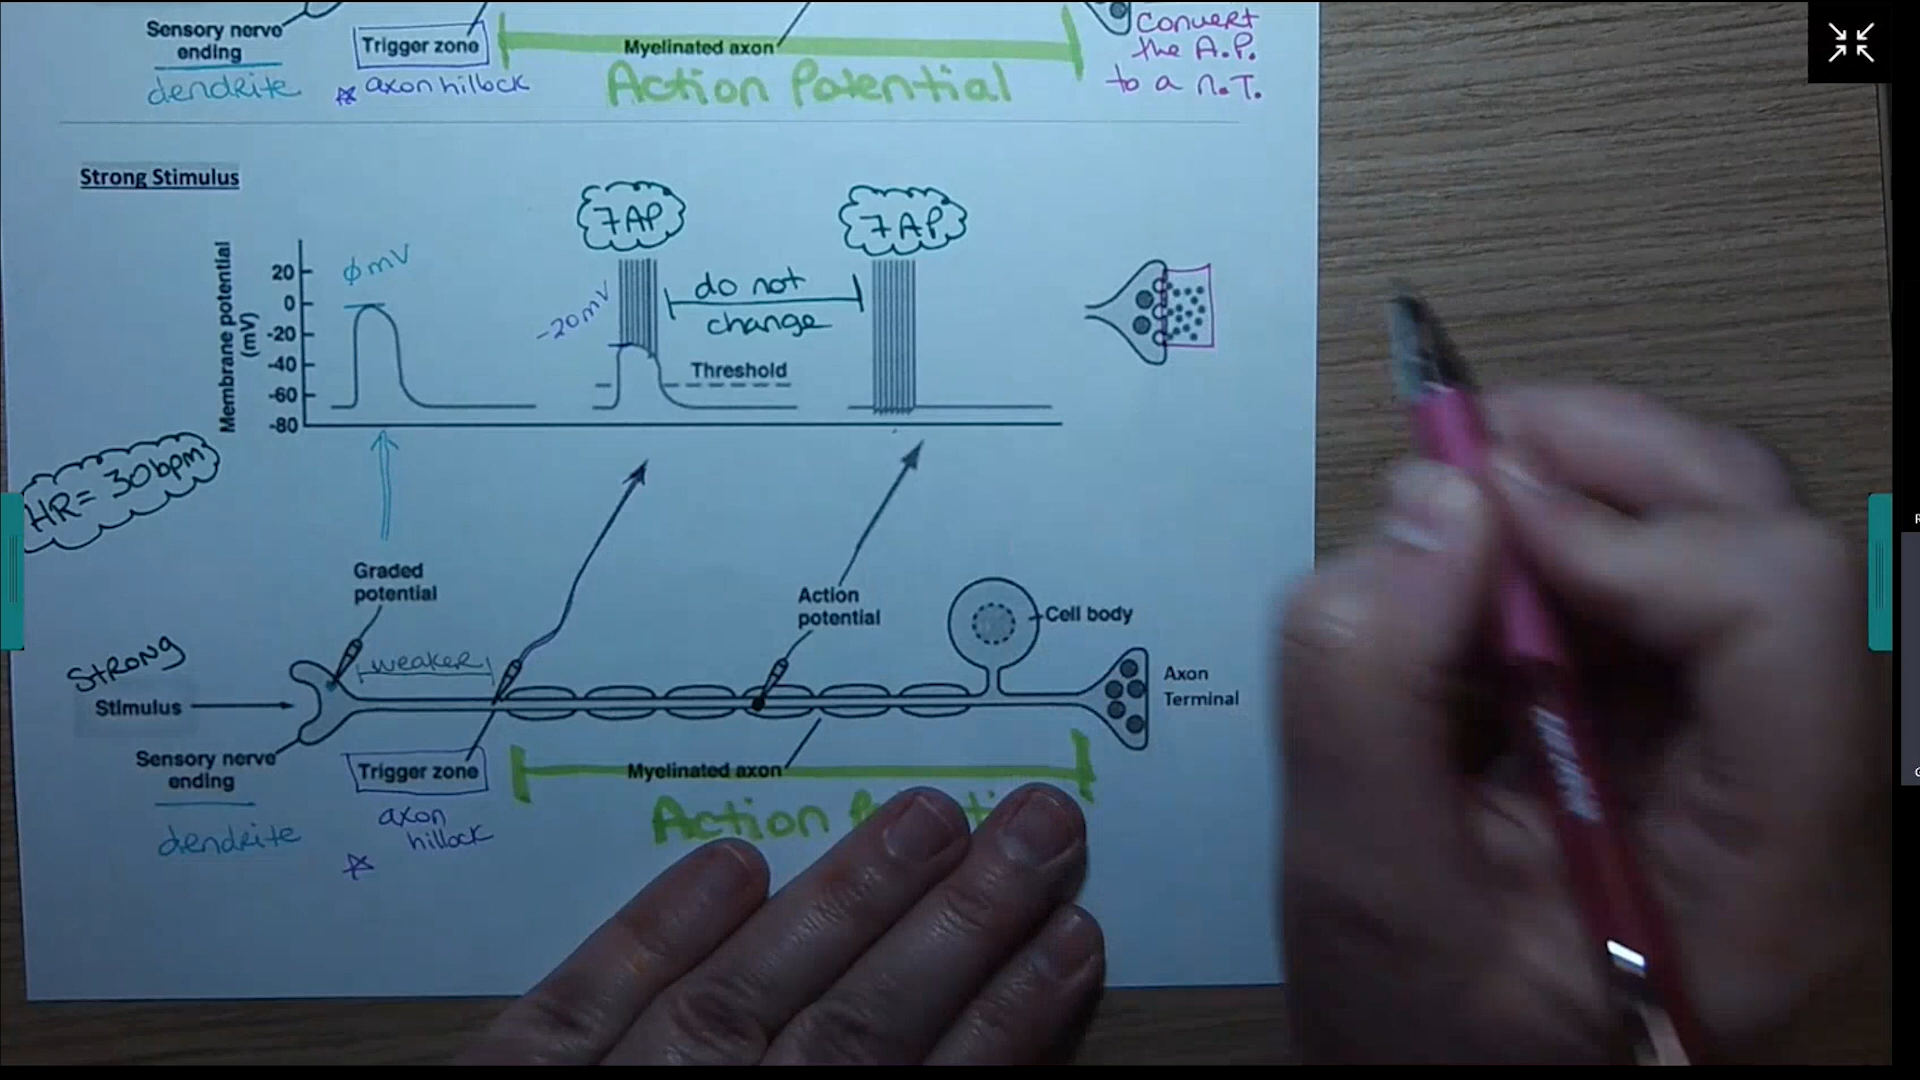 Sensory nerve
ending
dendrite
Trigger zone
☆ axon hillock
Myelinated axon
Action Potential
Convert
the A.P.
to a n.T.
Strong Stimulus
Membrane potential
(mV)
20
0
-20
-40
-60
-80
ϕ mV
7AP
-20mV
do not
change
Threshold
7AP
HR= 30bpm
Graded
potential
STRONG
Stimulus
weaker
Action
potential
Cell body
Axon
Terminal
Sensory nerve
ending
dendrite
Trigger zone
axon
hillock
☆
Myelinated axon
Action